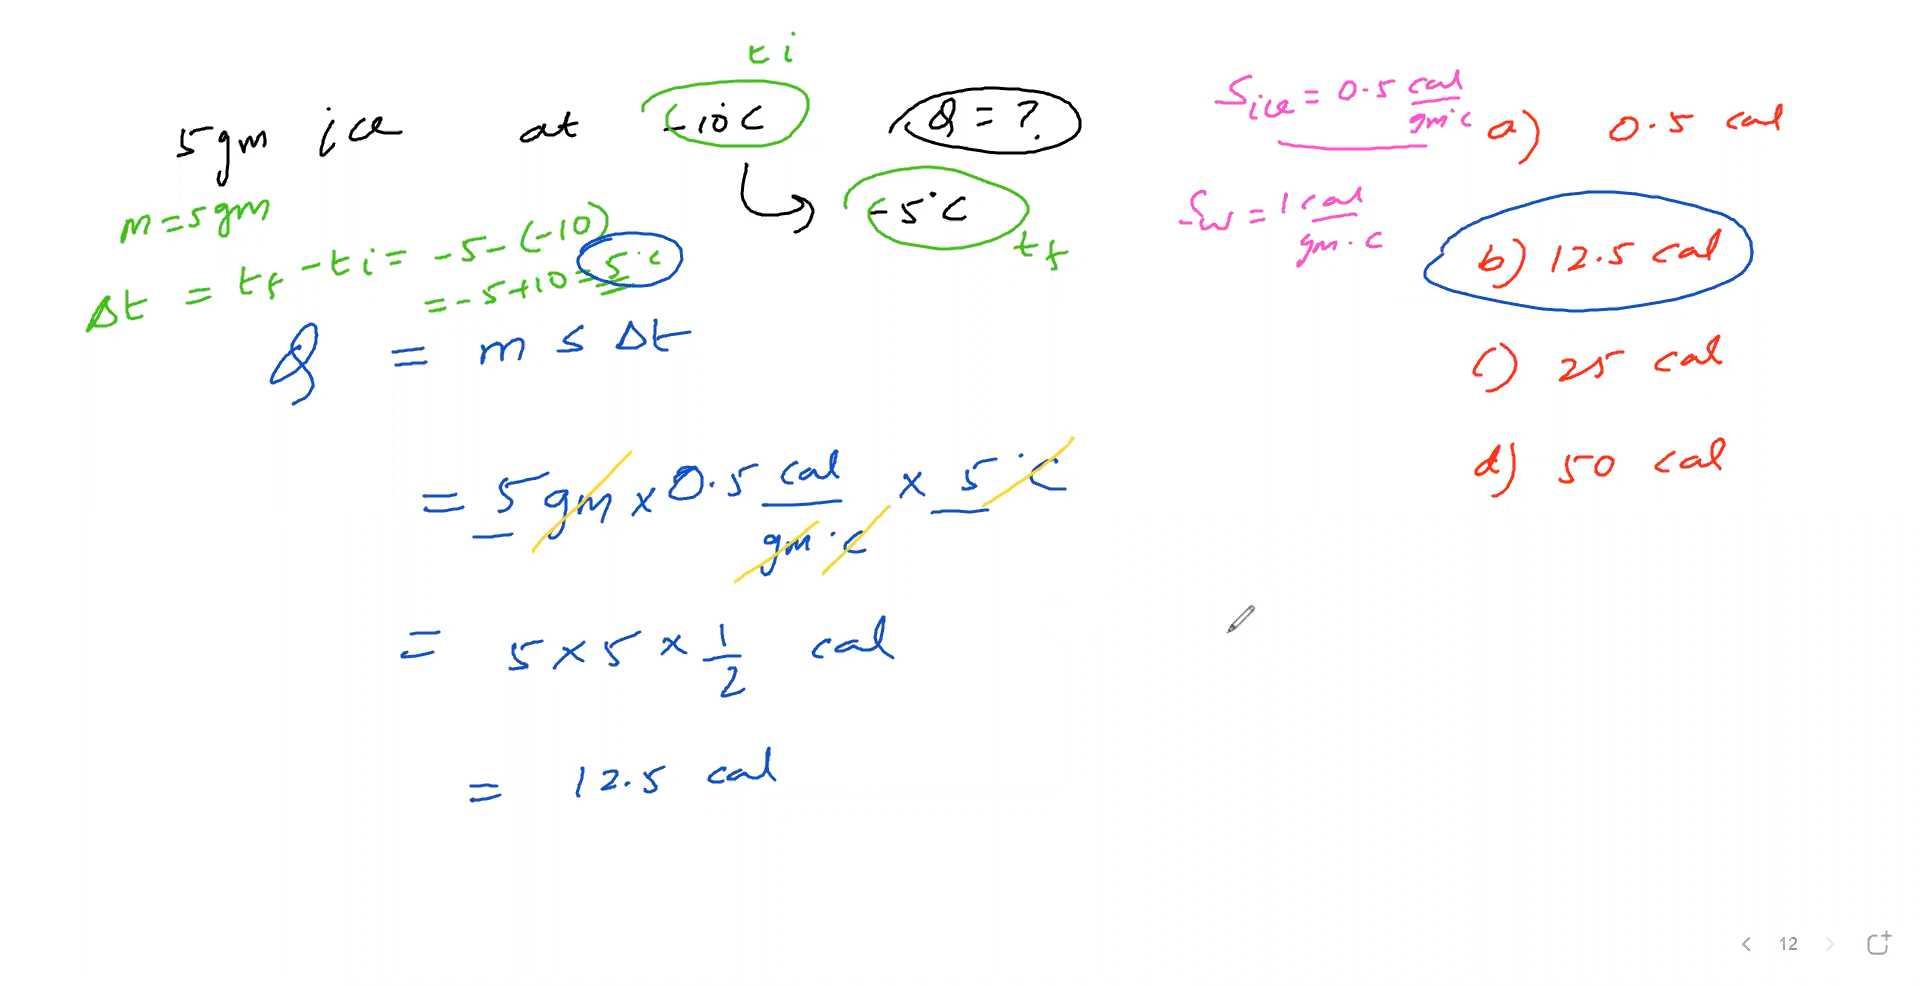 ti
5gm ice at -10°C Q = ?
-5°C
tf
m=5gm
Δt = tf - ti = -5-(-10)
= -5+10 = 5°C
Q = m s Δt
= 5 gm × 0.5 cal/gm°C × 5°C
= 5 × 5 × 1/2 cal
= 12.5 cal
Sice = 0.5 cal/gm°C
Sw = 1 cal/gm°C
a) 0.5 cal
b) 12.5 cal
c) 25 cal
d) 50 cal
12